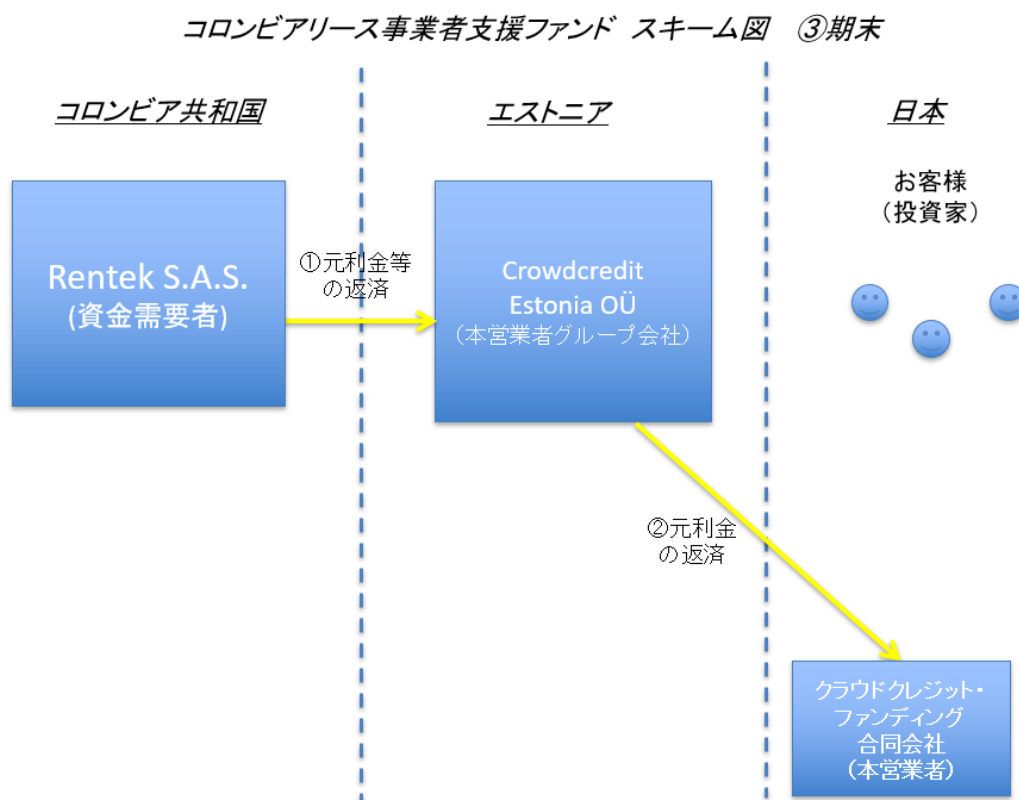 コロンビアリース事業者支援ファンド スキーム図 ③期末
コロンビア共和国
エストニア
日本
お客様
（投資家）
Rentek S.A.S.
(資金需要者)
①元利金等
の返済
Crowdcredit
Estonia OÜ
（本営業者グループ会社）
②元利金
の返済
クラウドクレジット・
ファンディング
合同会社
（本営業者）